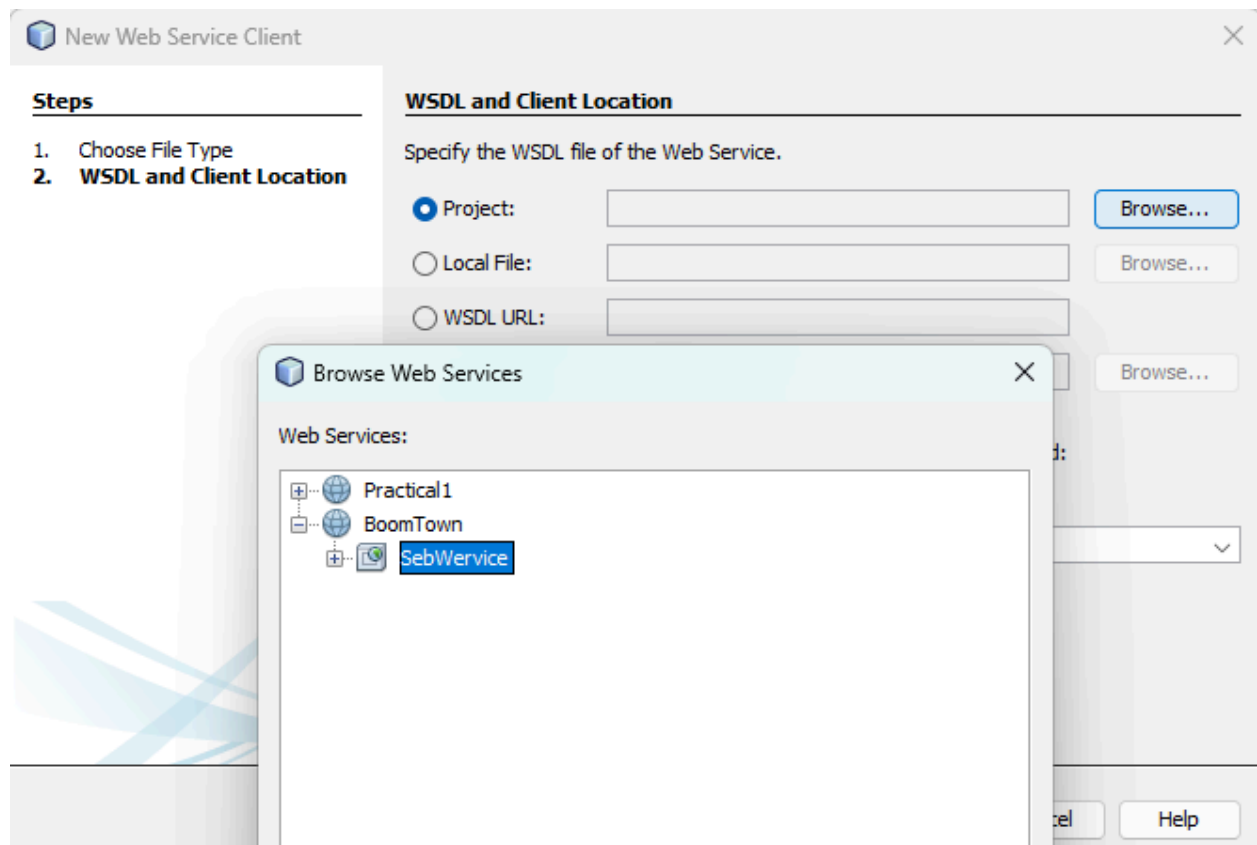 New Web Service Client
Steps
1. Choose File Type
2. WSDL and Client Location
WSDL and Client Location
Specify the WSDL file of the Web Service.
Project:
Browse...
Local File:
Browse...
WSDL URL:
Browse...
Browse Web Services
Web Services:
d:
Practical1
BoomTown
SebWervice
cel
Help